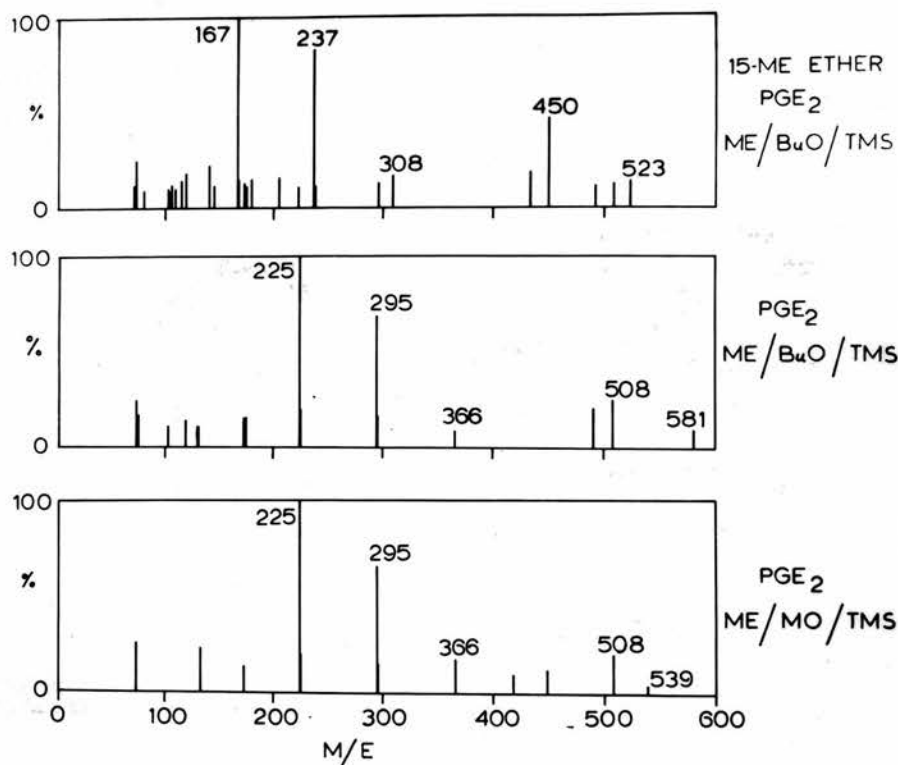 100
167
237
450
308
523
%
0
15-ME ETHER
PGE2
ME/BuO/TMS
100
225
295
366
508
581
%
0
PGE2
ME/BuO/TMS
100
225
295
366
508
539
%
0
PGE2
ME/MO/TMS
0 100 200 300 400 500 600
M/E